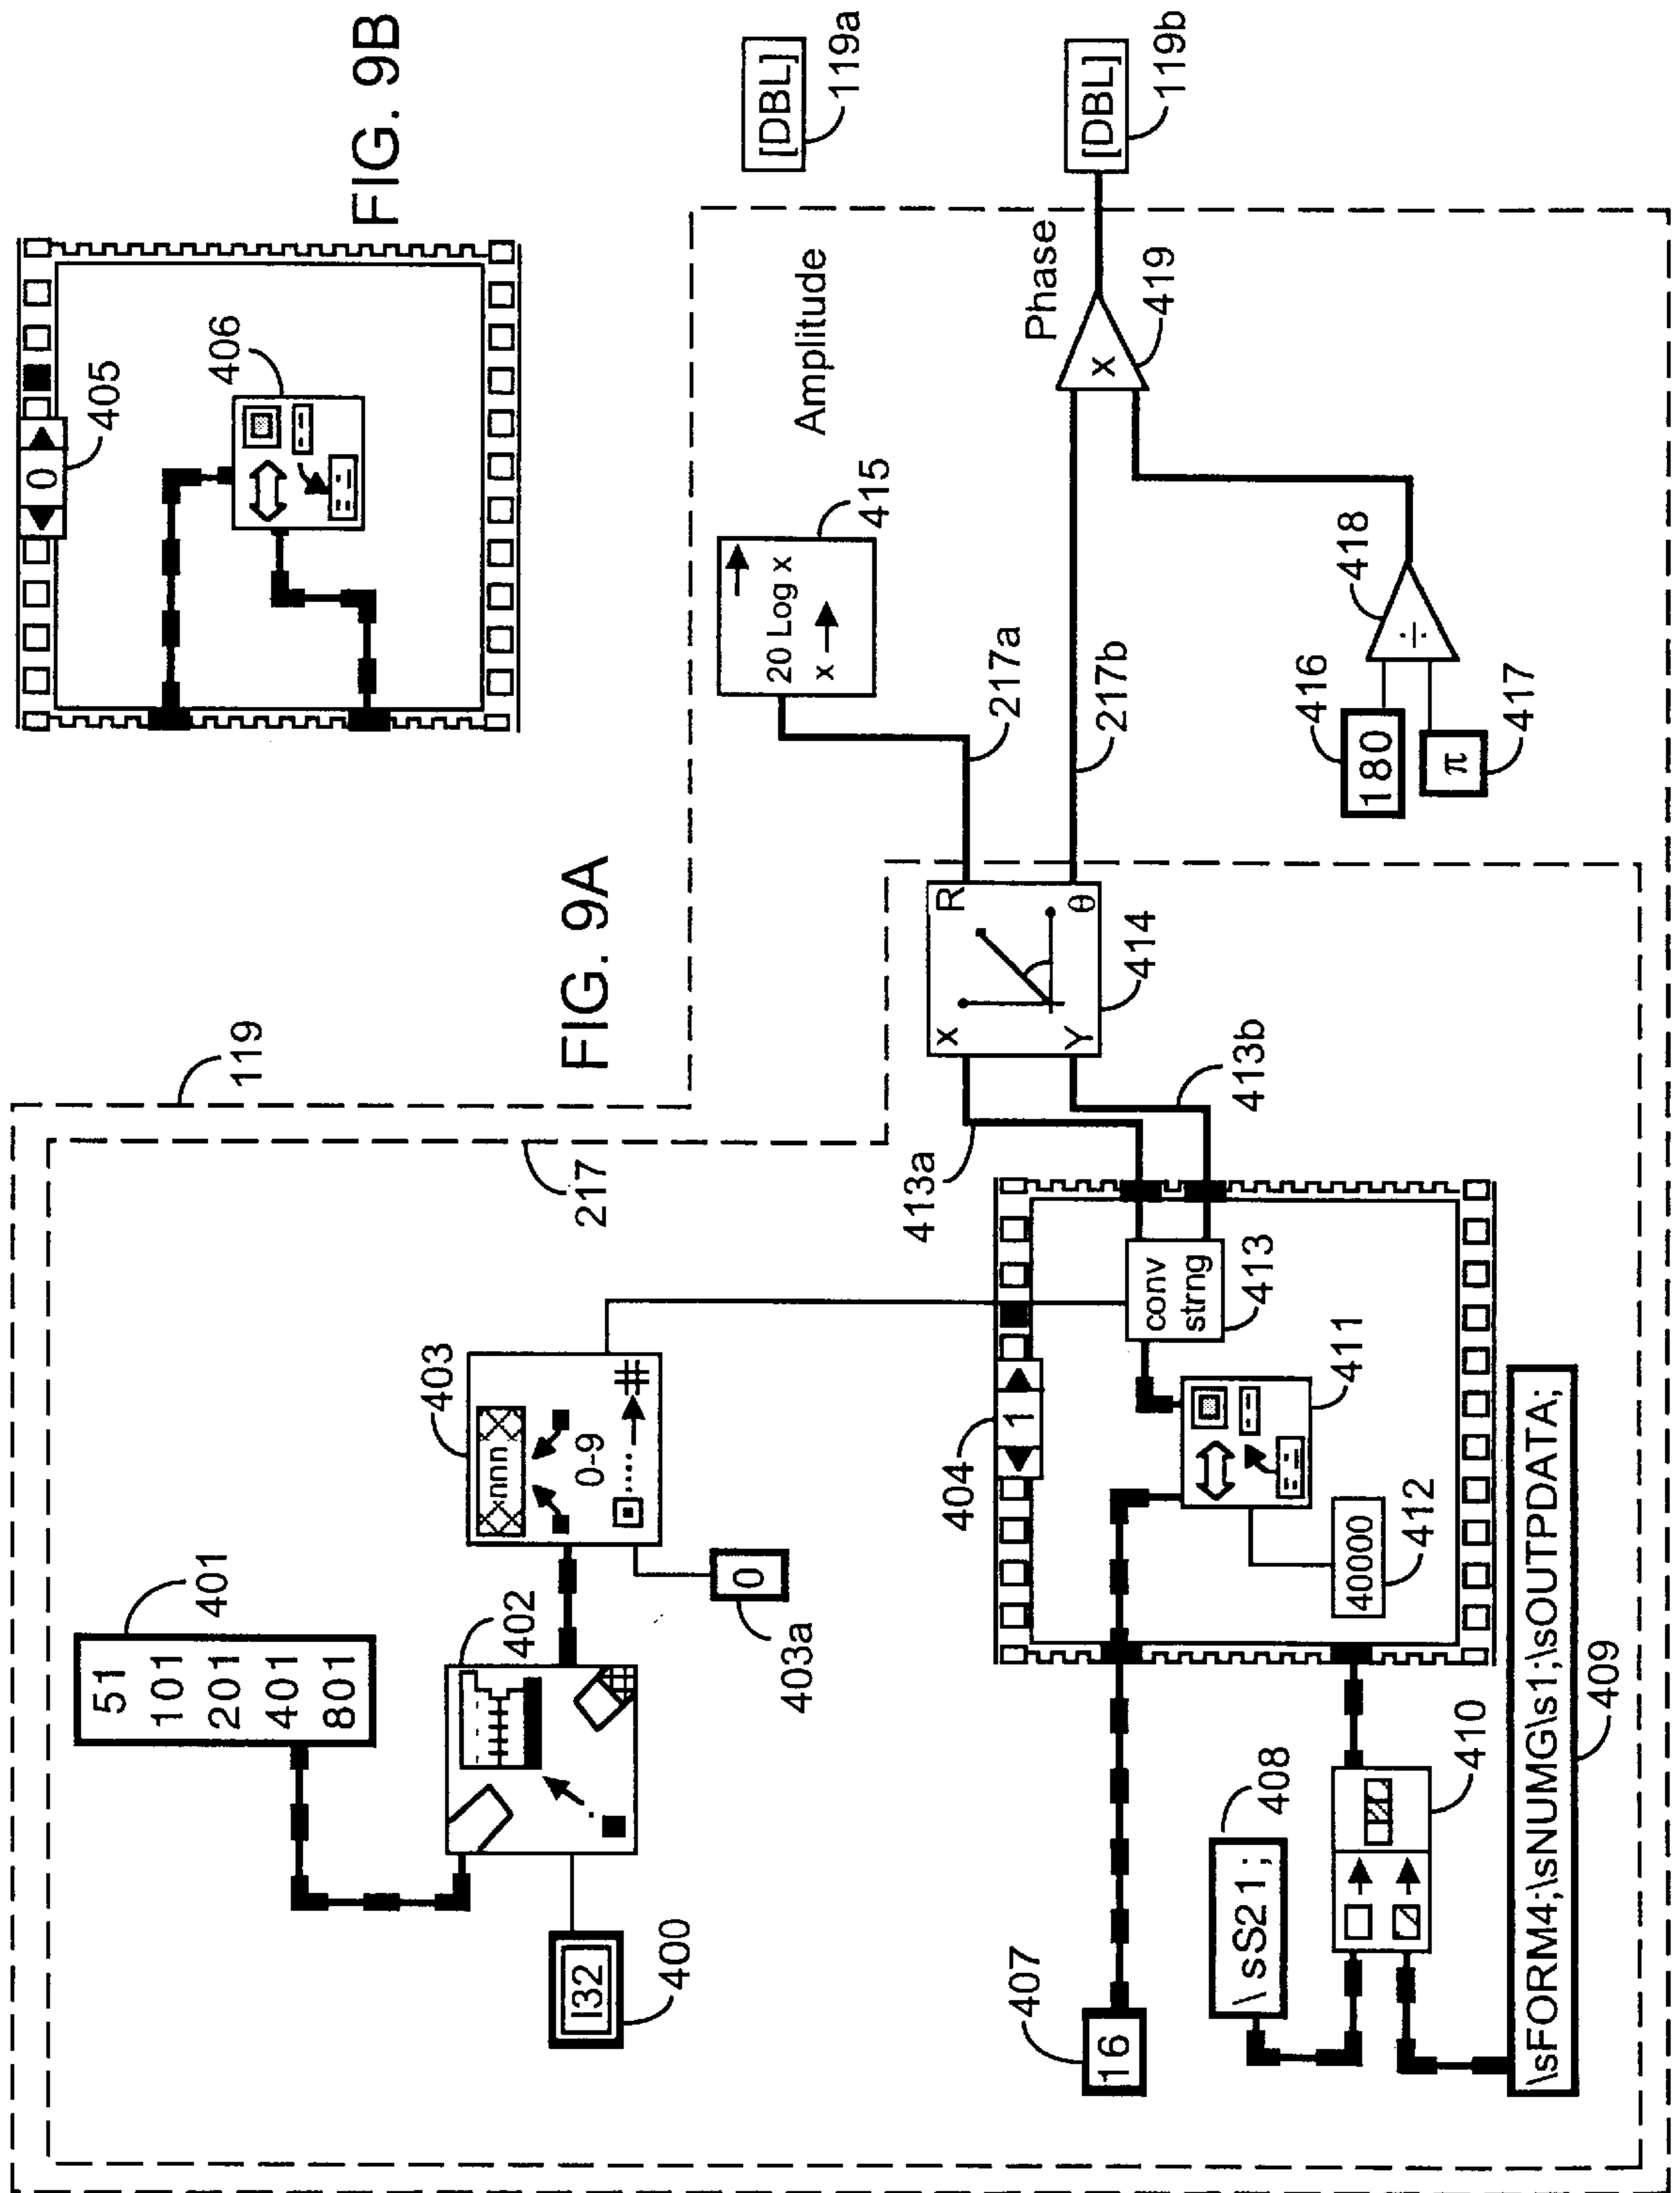 119
217
FIG. 9A
FIG. 9B
51
101
201
401
801
401
I32
400
402
0
403a
xnnn
0-9
#
403
0
405
406
16
407
\ sS21;
408
\sFORM4;\sNUMG\s1;\sOUTPDATA;
409
410
1
404
40000
412
411
conv
strng
413
413a
413b
X
Y
R
θ
414
217a
217b
20 Log x
x
415
Amplitude
180
416
π
417
÷
418
x
419
Phase
[DBL]
119a
[DBL]
119b